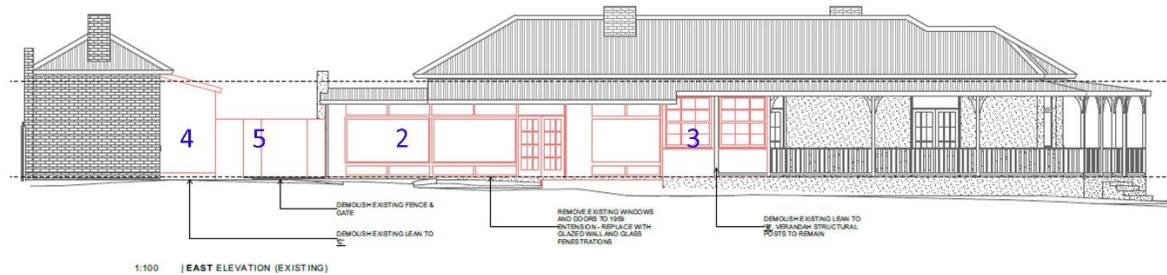 4
5
2
3
DEMOLISH EXISTING FENCE &
GATE
DEMOLISH EXISTING LEAN TO
'C'
REMOVE EXISTING WINDOWS
AND DOORS TO 1959
ENTENSION - REPLACE WITH
GLAZED WALL AND GLASS
FENESTRATIONS
DEMOLISH EXISTING LEAN TO
'B', VERANDAH STRUCTURAL
POSTS TO REMAIN
1:100 | EAST ELEVATION (EXISTING)